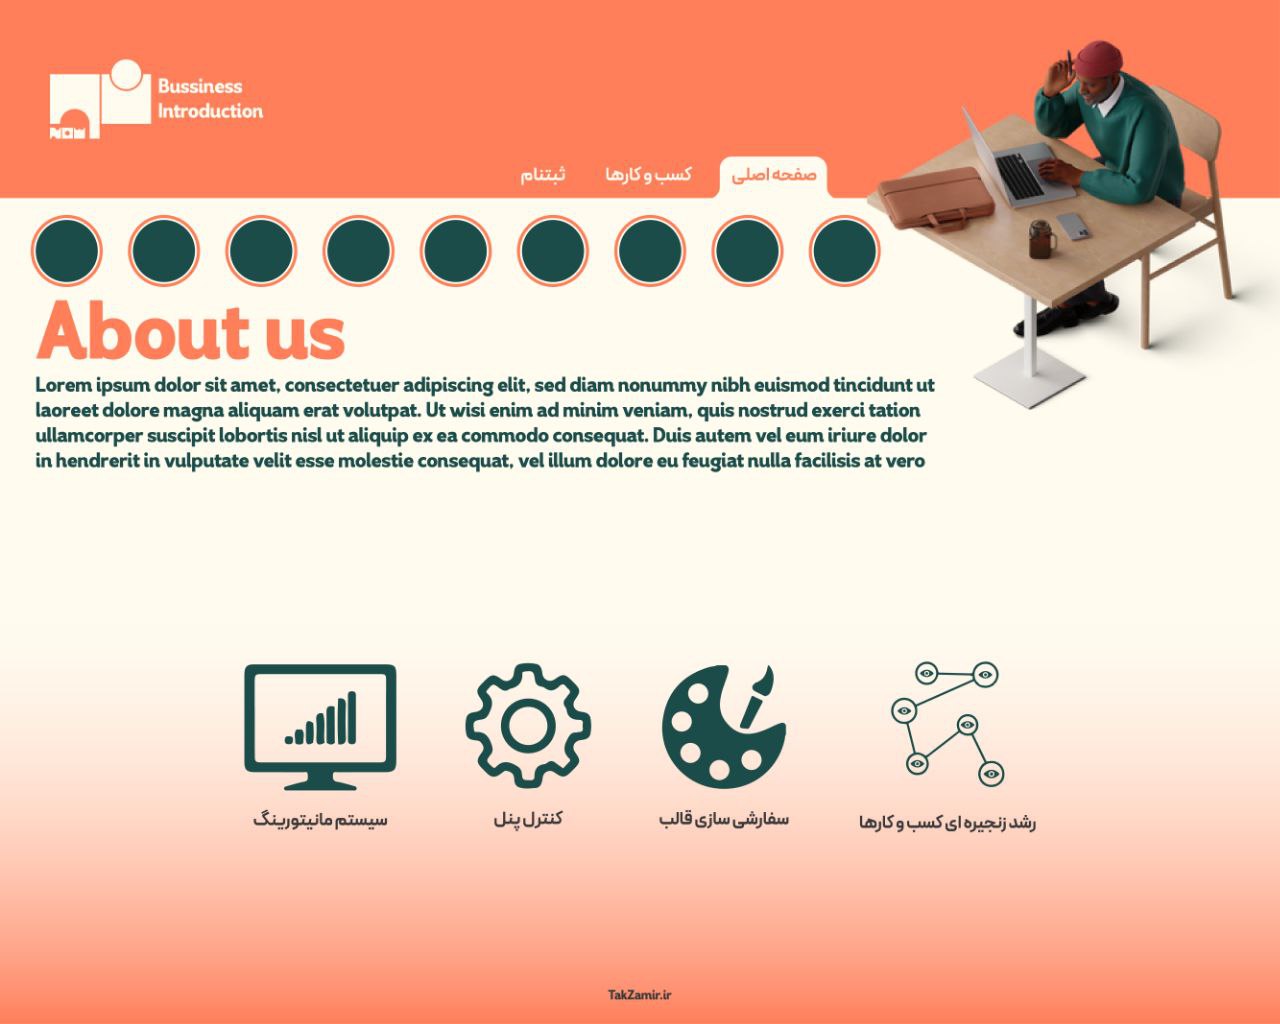 Bussiness
Introduction
NOW
صفحه اصلی
کسب و کارها
ثبتنام
About us
Lorem ipsum dolor sit amet, consectetuer adipiscing elit, sed diam nonummy nibh euismod tincidunt ut
laoreet dolore magna aliquam erat volutpat. Ut wisi enim ad minim veniam, quis nostrud exerci tation
ullamcorper suscipit lobortis nisl ut aliquip ex ea commodo consequat. Duis autem vel eum iriure dolor
in hendrerit in vulputate velit esse molestie consequat, vel illum dolore eu feugiat nulla facilisis at vero
رشد زنجیره ای کسب و کارها
سفارشی سازی قالب
کنترل پنل
سیستم مانیتورینگ
TakZamir.ir